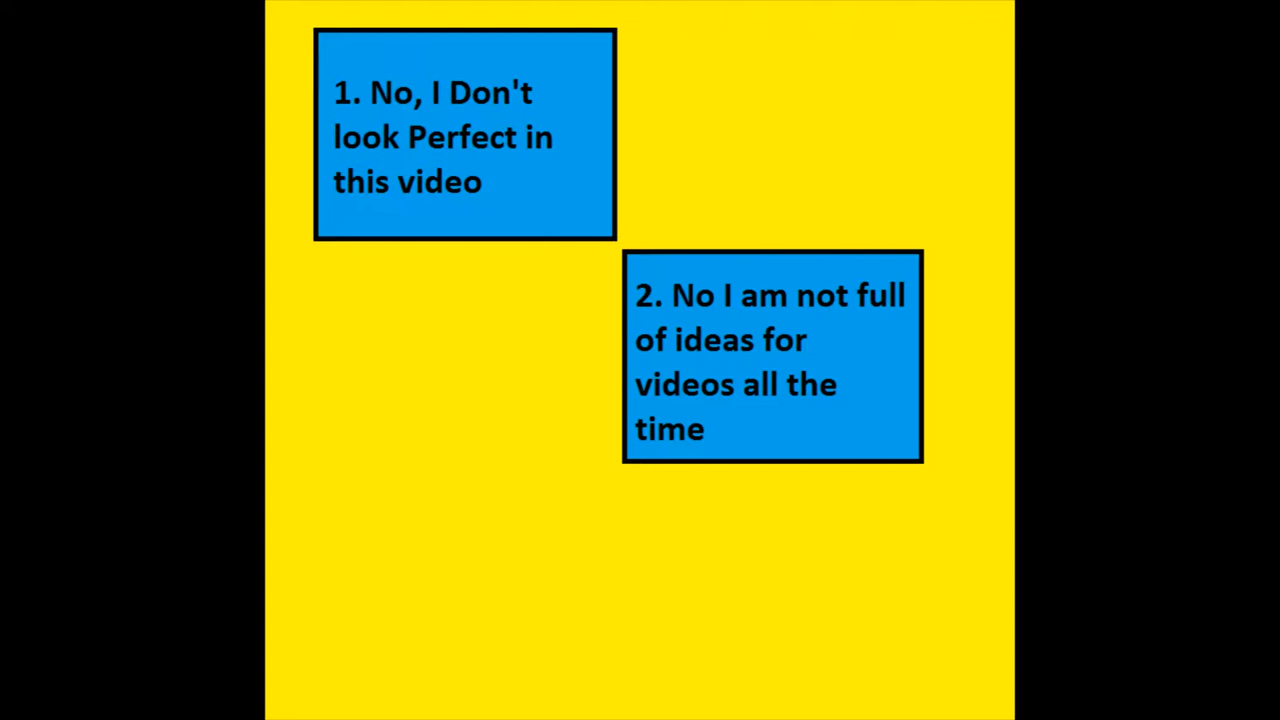 1. No, I Don't
look Perfect in
this video
2. No I am not full
of ideas for
videos all the
time